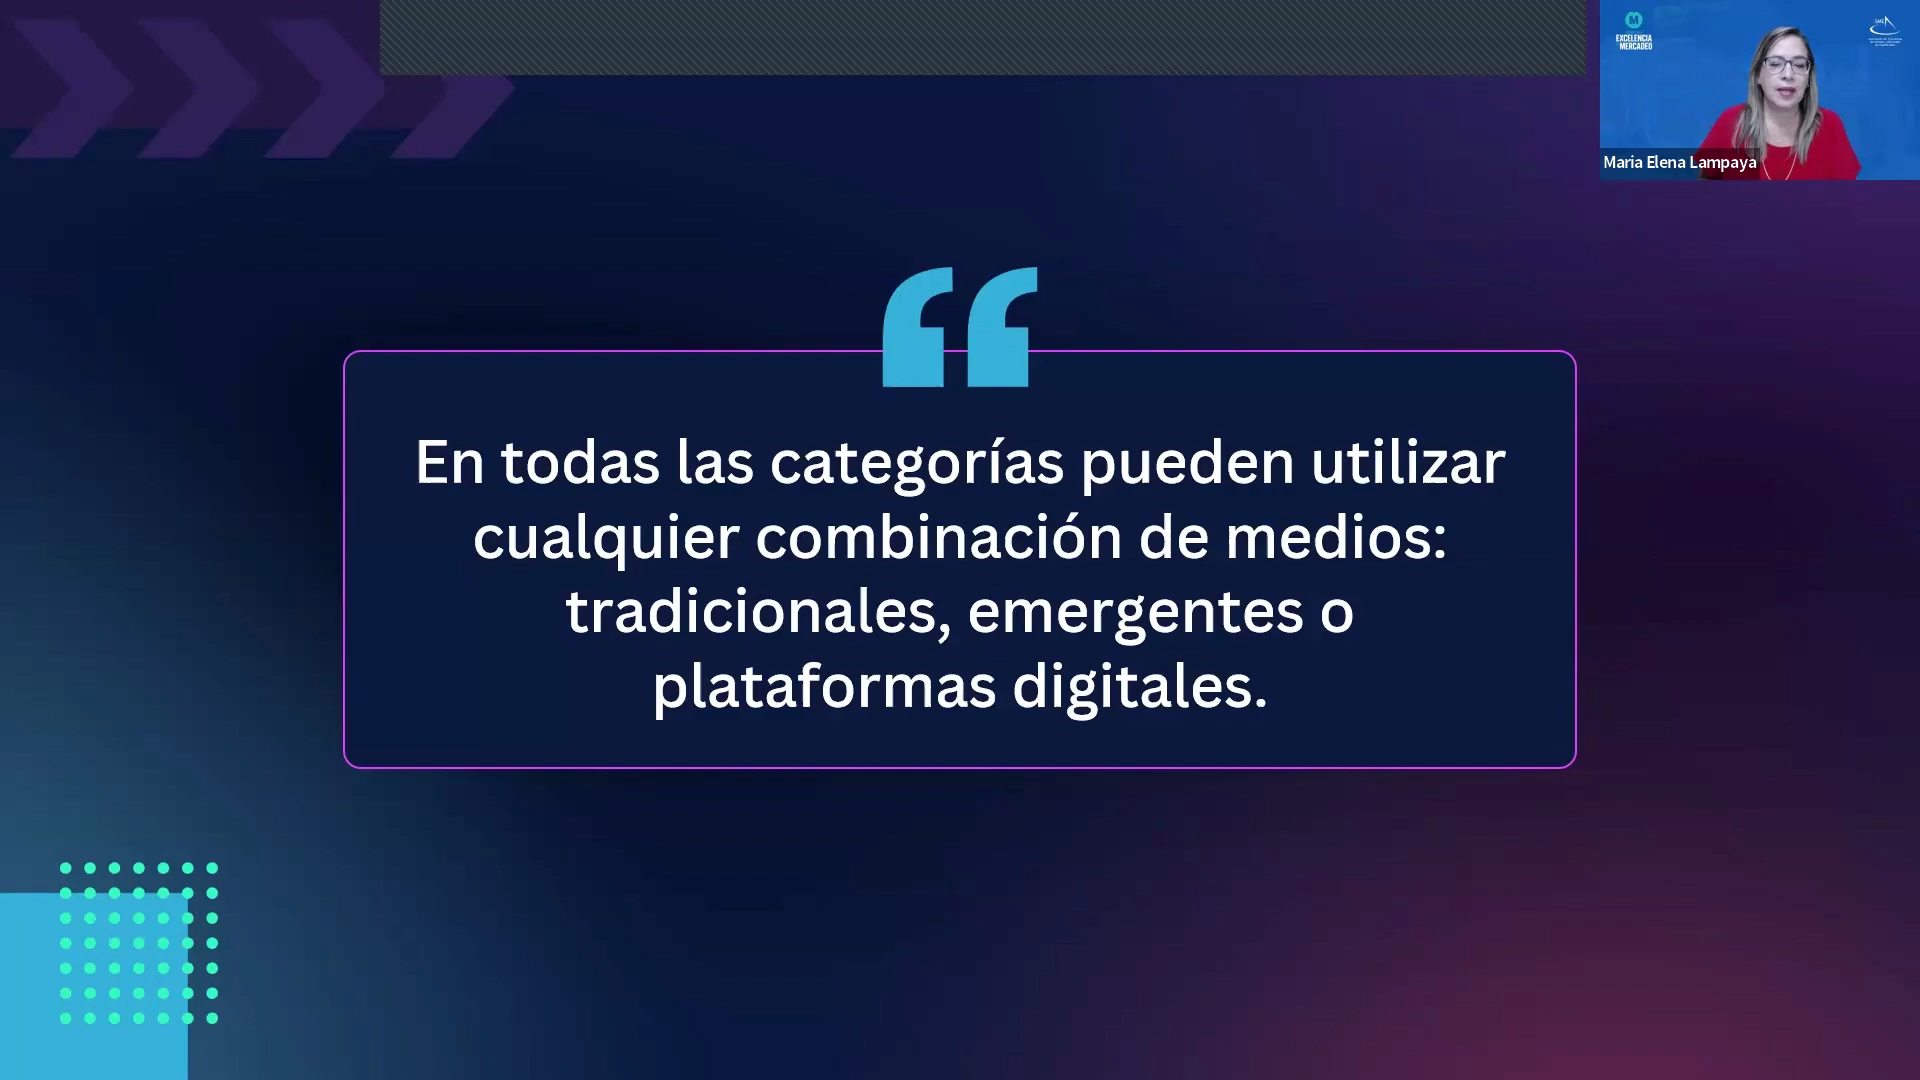 M
EXCELENCIA
MERCADEO
SME
Maria Elena Lampaya
En todas las categorías pueden utilizar
cualquier combinación de medios:
tradicionales, emergentes o
plataformas digitales.